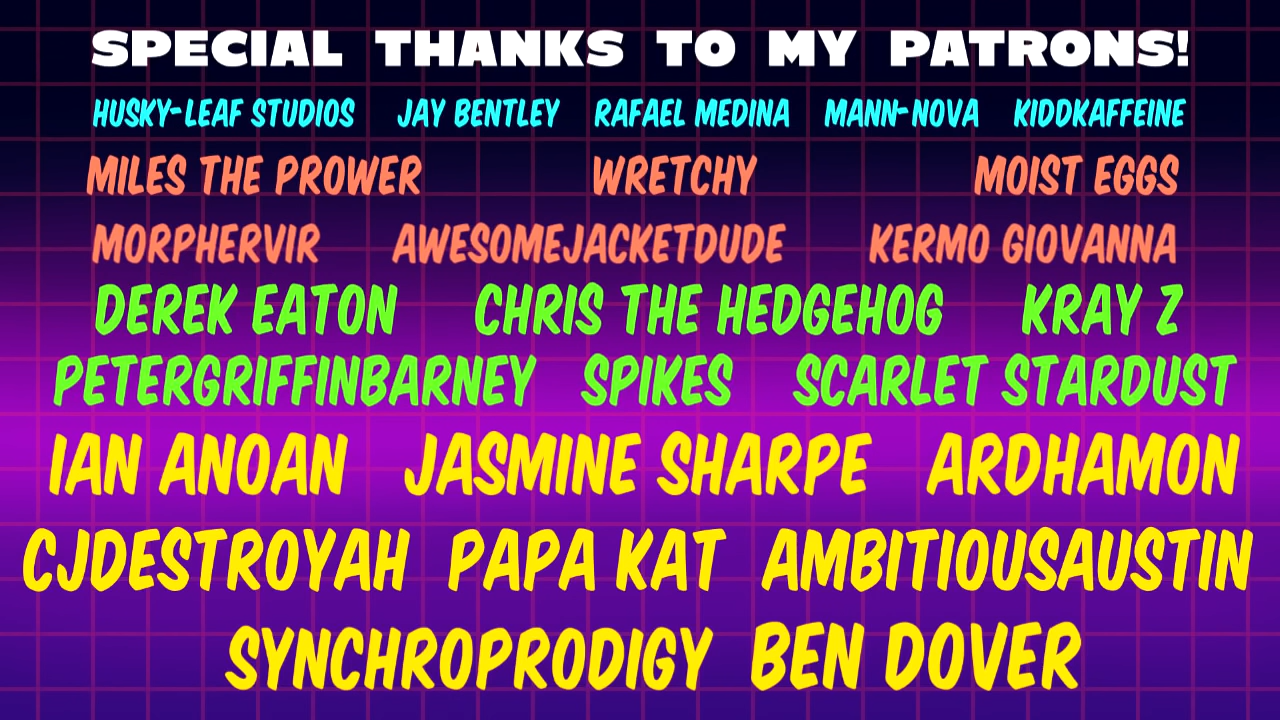 SPECIAL THANKS TO MY PATRONS!
HUSKY-LEAF STUDIOS JAY BENTLEY RAFAEL MEDINA MANN-NOVA KIDDKAFFEINE
MILES THE PROWER WRETCHY MOIST EGGS
MORPHERVIR AWESOMEJACKETDUDE KERMO GIOVANNA
DEREK EATON CHRIS THE HEDGEHOG KRAY Z
PETERGRIFFINBARNEY SPIKES SCARLET STARDUST
IAN ANOAN JASMINE SHARPE ARDHAMON
CJDESTROYAH PAPA KAT AMBITIOUSAUSTIN
SYNCHROPRODIGY BEN DOVER